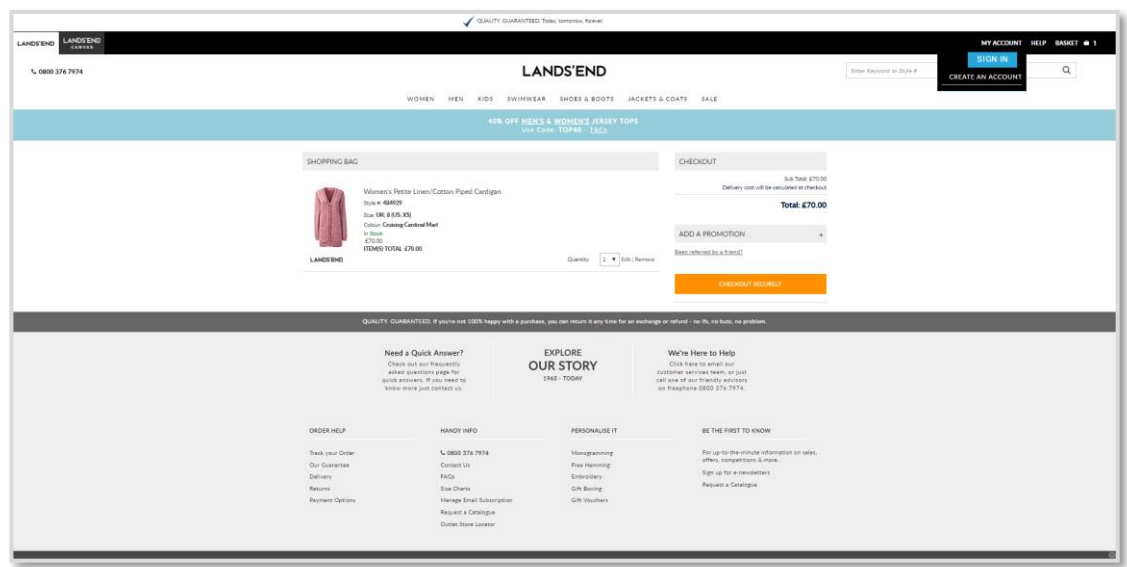 QUALITY. GUARANTEED. Today, tomorrow, forever.
LANDS'END
LANDS'END CANVAS
MY ACCOUNT HELP BASKET 1
SIGN IN
CREATE AN ACCOUNT
0800 376 7974
LANDS'END
Enter Keyword or Style #
WOMEN MEN KIDS SWIMWEAR SHOES & BOOTS JACKETS & COATS SALE
40% OFF MEN'S & WOMEN'S JERSEY TOPS
Use Code: TOP40 - T&Cs
SHOPPING BAG
Women's Petite Linen/Cotton Piped Cardigan
Style #: 484929
Size: UK: 8 (US: XS)
Colour: Cruising Cardinal Marl
In Stock
£70.00
ITEM(S) TOTAL £70.00
LANDS'END
Quantity 1 Edit | Remove
CHECKOUT
Sub Total: £70.00
Delivery cost will be calculated at checkout
Total: £70.00
ADD A PROMOTION +
Been referred by a friend?
CHECKOUT SECURELY
QUALITY. GUARANTEED. If you're not 100% happy with a purchase, you can return it any time for an exchange or refund - no ifs, no buts, no problem.
Need a Quick Answer?
Check out our frequently
asked questions page for
quick answers. If you need to
know more just contact us.
EXPLORE
OUR STORY
1963 - TODAY
We're Here to Help
Click here to email our
customer services team, or just
call one of our friendly advisors
on freephone 0800 376 7974.
ORDER HELP
Track your Order
Our Guarantee
Delivery
Returns
Payment Options
HANDY INFO
0800 376 7974
Contact Us
FAQs
Size Charts
Manage Email Subscription
Request a Catalogue
Outlet Store Locator
PERSONALISE IT
Monogramming
Free Hemming
Embroidery
Gift Boxing
Gift Vouchers
BE THE FIRST TO KNOW
For up-to-the-minute information on sales,
offers, competitions & more.
Sign up for e-newsletters
Request a Catalogue